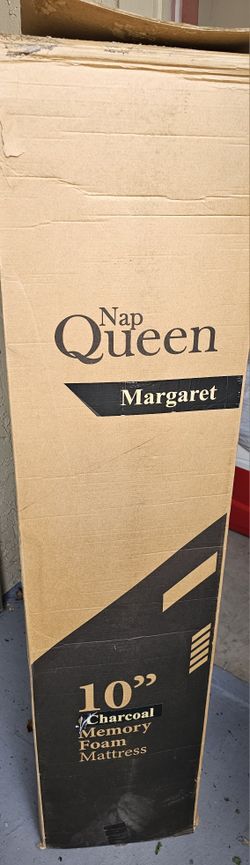 Nap
Queen
Margaret
10”
Charcoal
Memory
Foam
Mattress